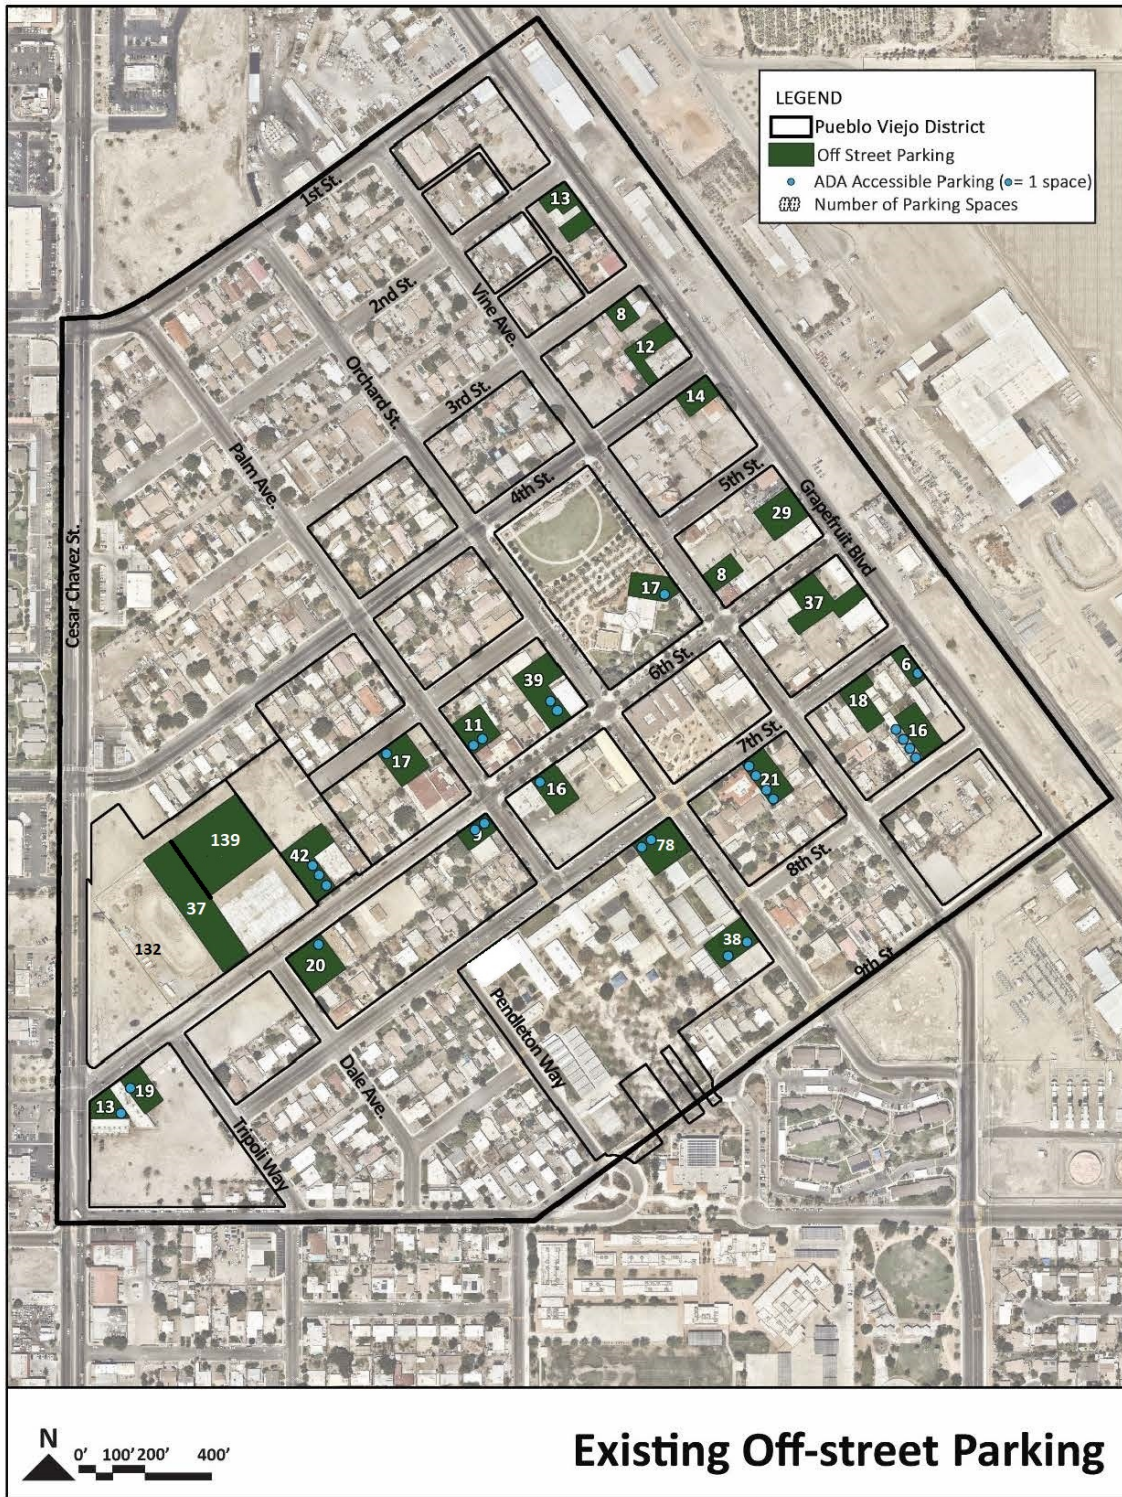 LEGEND
Pueblo Viejo District
Off Street Parking
ADA Accessible Parking (= 1 space)
## Number of Parking Spaces
1st St.
13
2nd St.
Vine Ave.
8
12
Orchard St.
3rd St.
14
Palm Ave.
4th St.
5th St.
Grapefruit Blvd
29
Cesar Chavez St.
8
17
37
6th St.
39
6
18
11
16
7th St.
17
16
21
139
9
42
78
8th St.
37
132
38
20
9th St
Pendleton Way
Dale Ave.
19
13
Tripoli Way
N
0' 100' 200' 400'
Existing Off-street Parking